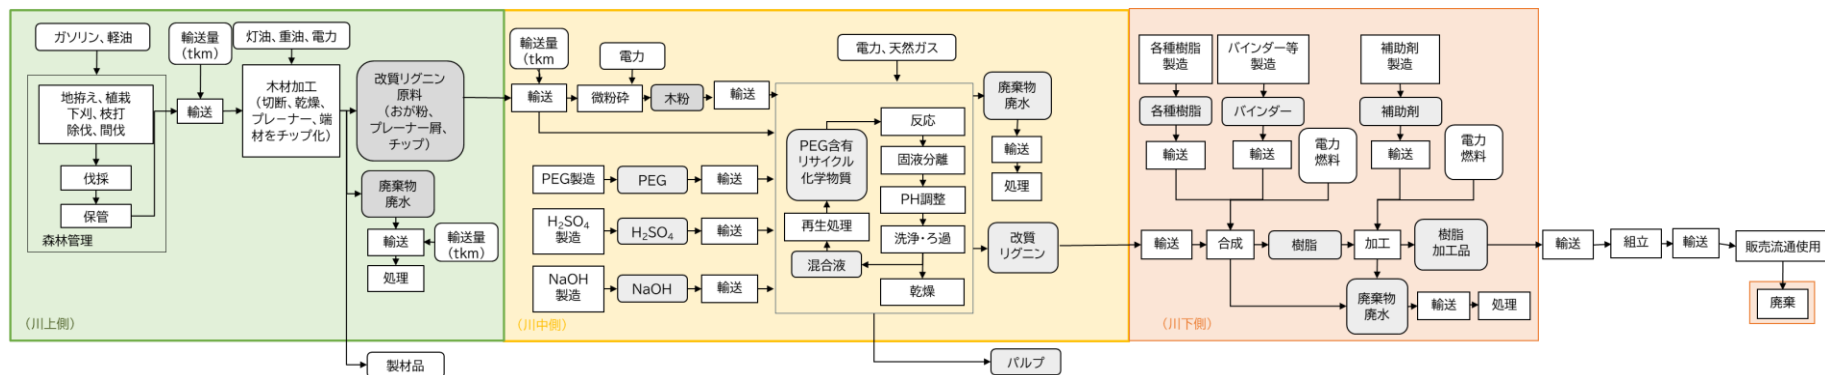 ガソリン、軽油
地拵え、植栽
下刈、枝打
除伐、間伐
伐採
保管
森林管理
輸送量
(tkm)
輸送
灯油、重油、電力
木材加工
(切断、乾燥、
プレーナー、端
材をチップ化)
改質リグニン
原料
(おが粉、
プレーナー屑、
チップ)
廃棄物
廃水
輸送
輸送量
(tkm)
処理
(川上側)
製材品
輸送量
(tkm
輸送
電力
微粉砕
木粉
輸送
PEG製造
PEG
輸送
H₂SO₄
製造
H₂SO₄
輸送
NaOH
製造
NaOH
輸送
(川中側)
電力、天然ガス
PEG含有
リサイクル
化学物質
再生処理
混合液
反応
固液分離
PH調整
洗浄・ろ過
乾燥
廃棄物
廃水
輸送
処理
改質
リグニン
パルプ
各種樹脂
製造
各種樹脂
輸送
バインダー等
製造
バインダー
輸送
電力
燃料
補助剤
製造
補助剤
輸送
電力
燃料
輸送
合成
樹脂
加工
樹脂
加工品
廃棄物
廃水
輸送
処理
(川下側)
輸送
組立
輸送
販売流通使用
廃棄